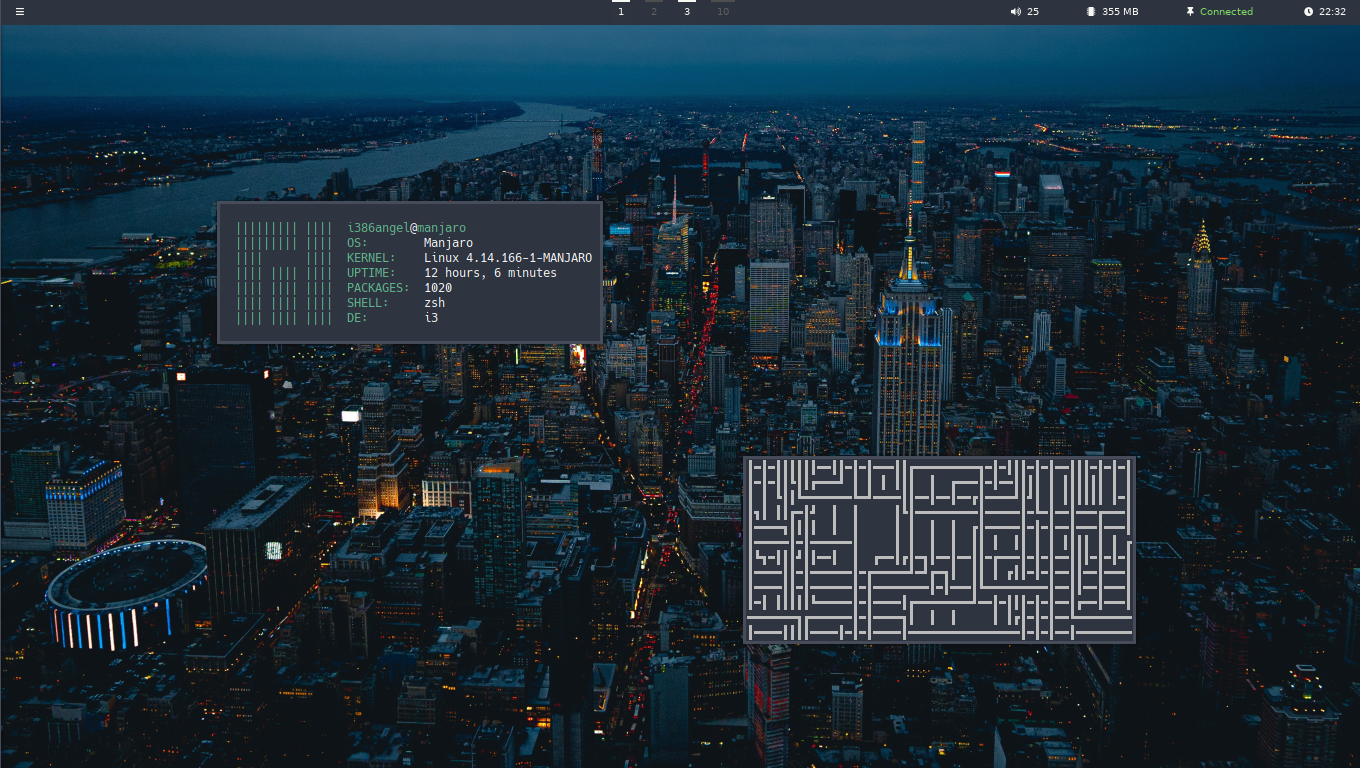 ☰ 1 2 3 10 25 355 MB Connected 22:32
i386angel@manjaro
OS: Manjaro
KERNEL: Linux 4.14.166-1-MANJARO
UPTIME: 12 hours, 6 minutes
PACKAGES: 1020
SHELL: zsh
DE: i3